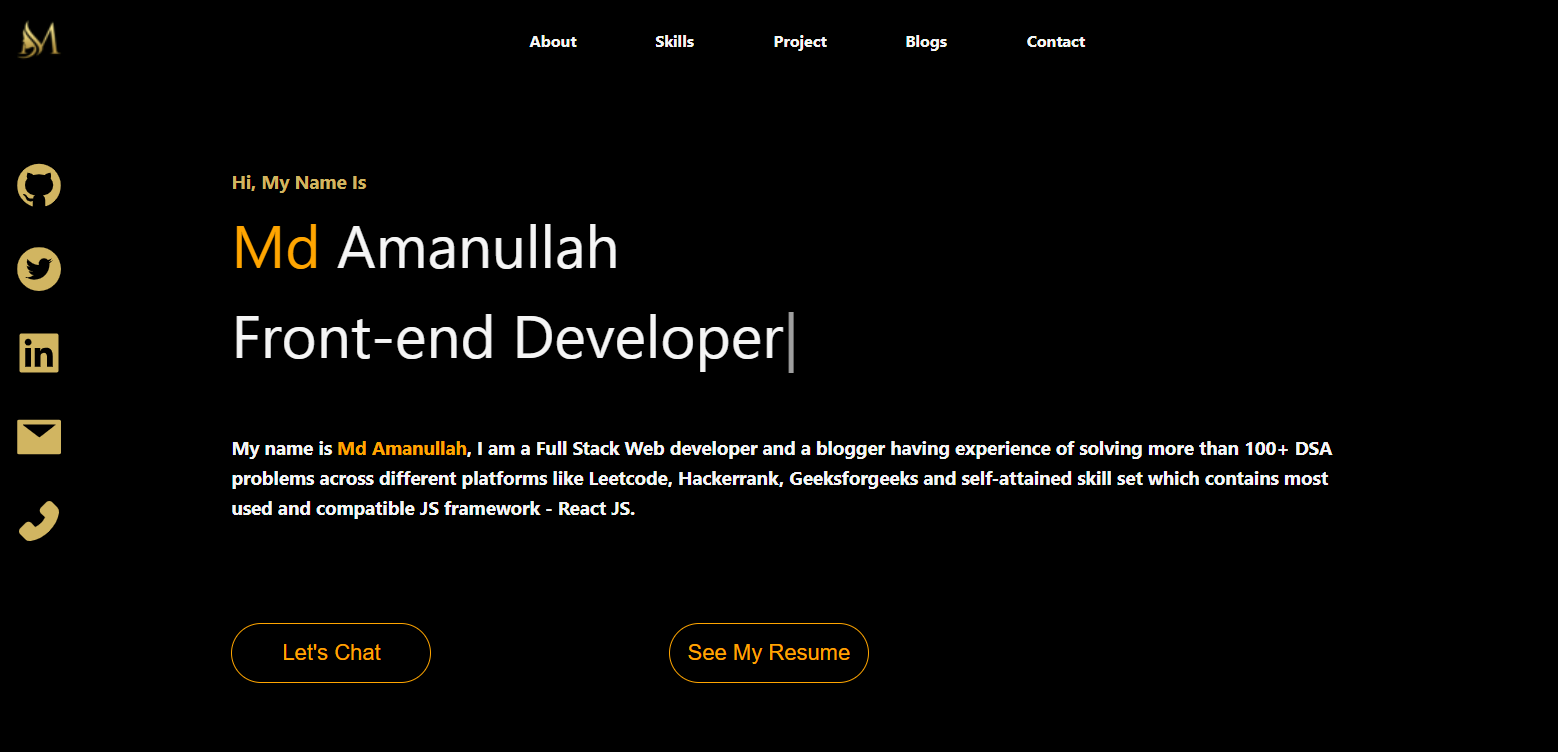 M
About Skills Project Blogs Contact
Hi, My Name Is
Md Amanullah
Front-end Developer
in
My name is Md Amanullah, I am a Full Stack Web developer and a blogger having experience of solving more than 100+ DSA
problems across different platforms like Leetcode, Hackerrank, Geeksforgeeks and self-attained skill set which contains most
used and compatible JS framework - React JS.
Let's Chat See My Resume